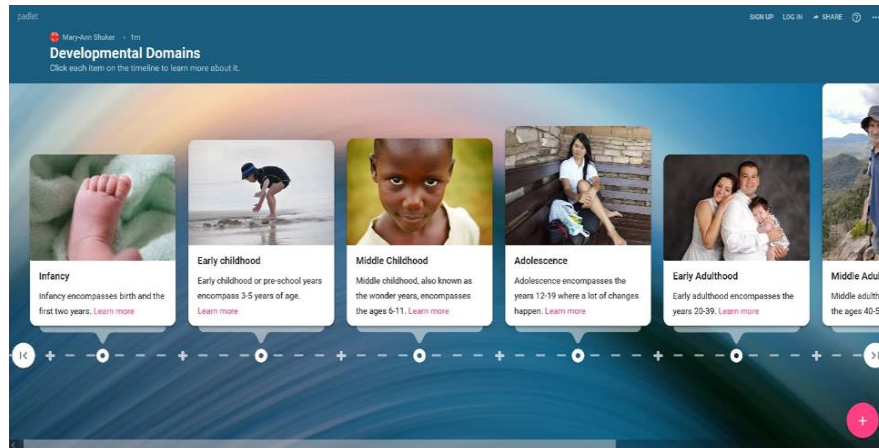 padlet
SIGN UP LOG IN SHARE
Mary-Ann Shuker • 1m
Developmental Domains
Click each item on the timeline to learn more about it.
Infancy
Infancy encompasses birth and the
first two years. Learn more
Early childhood
Early childhood or pre-school years
encompass 3-5 years of age.
Learn more
Middle Childhood
Middle childhood, also known as
the wonder years, encompasses
the ages 6-11. Learn more
Adolescence
Adolescence encompasses the
years 12-19 where a lot of changes
happen. Learn more
Early Adulthood
Early adulthood encompasses the
years 20-39. Learn more
Middle Adul
Middle adulth
the ages 40-5